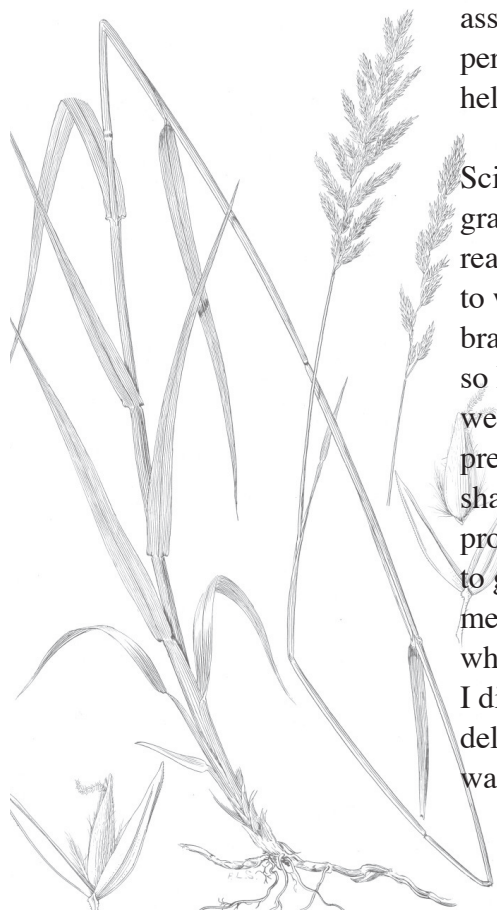 ass
per
hel
Sci
gra
rea
to
bra
so
we
pre
sha
pro
to g
me
wh
I di
del
wa